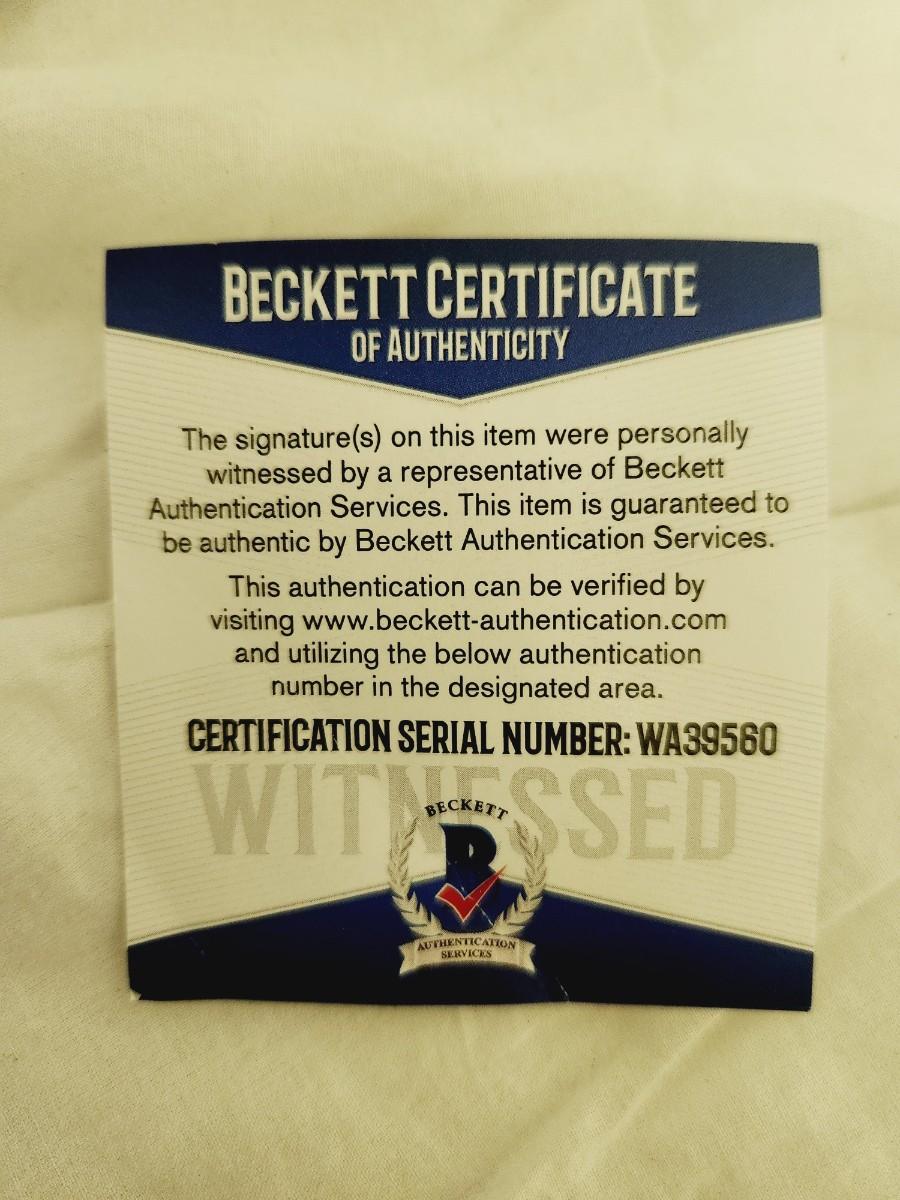 BECKETT CERTIFICATE
OF AUTHENTICITY
The signature(s) on this item were personally
witnessed by a representative of Beckett
Authentication Services. This item is guaranteed to
be authentic by Beckett Authentication Services.
This authentication can be verified by
visiting www.beckett-authentication.com
and utilizing the below authentication
number in the designated area.
CERTIFICATION SERIAL NUMBER: WA39560
WITNESSED
BECKETT
B
AUTHENTICATION
SERVICES